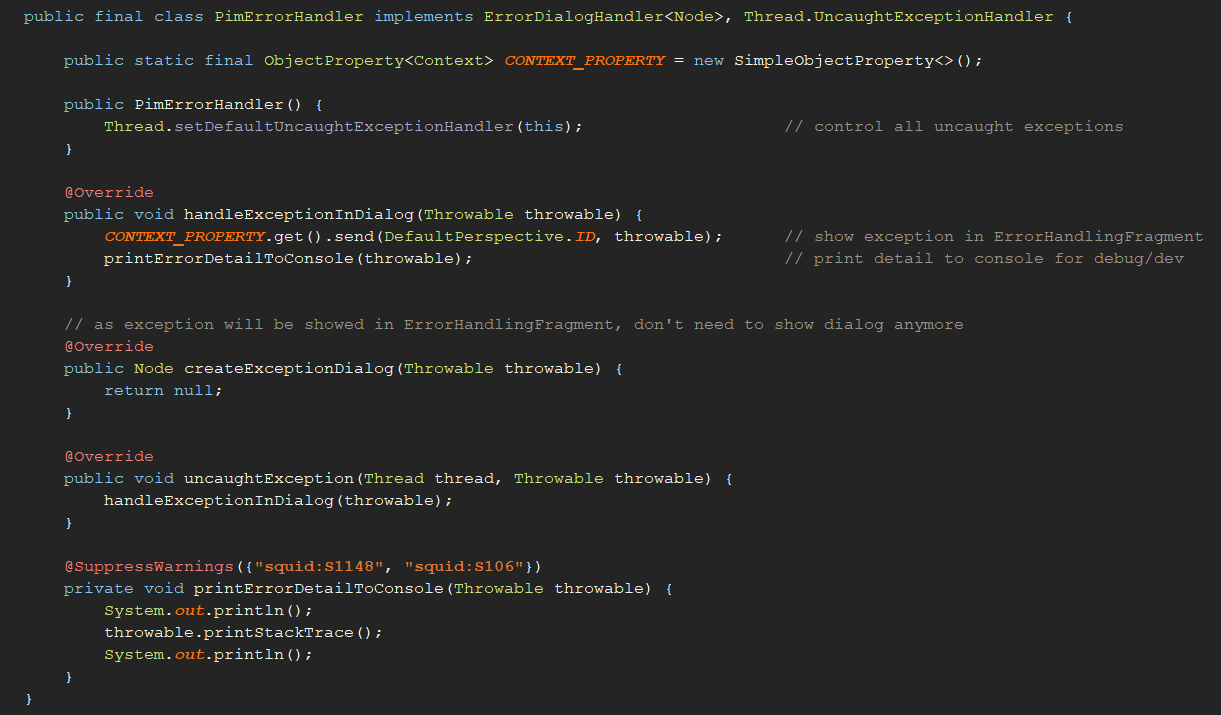 public final class PimErrorHandler implements ErrorDialogHandler<Node>, Thread.UncaughtExceptionHandler {
public static final ObjectProperty<Context> CONTEXT_PROPERTY = new SimpleObjectProperty<>();
public PimErrorHandler() {
Thread.setDefaultUncaughtExceptionHandler(this); // control all uncaught exceptions
}
@Override
public void handleExceptionInDialog(Throwable throwable) {
CONTEXT_PROPERTY.get().send(DefaultPerspective.ID, throwable); // show exception in ErrorHandlingFragment
printErrorDetailToConsole(throwable); // print detail to console for debug/dev
}
// as exception will be showed in ErrorHandlingFragment, don't need to show dialog anymore
@Override
public Node createExceptionDialog(Throwable throwable) {
return null;
}
@Override
public void uncaughtException(Thread thread, Throwable throwable) {
handleExceptionInDialog(throwable);
}
@SuppressWarnings({"squid:S1148", "squid:S106"})
private void printErrorDetailToConsole(Throwable throwable) {
System.out.println();
throwable.printStackTrace();
System.out.println();
}
}